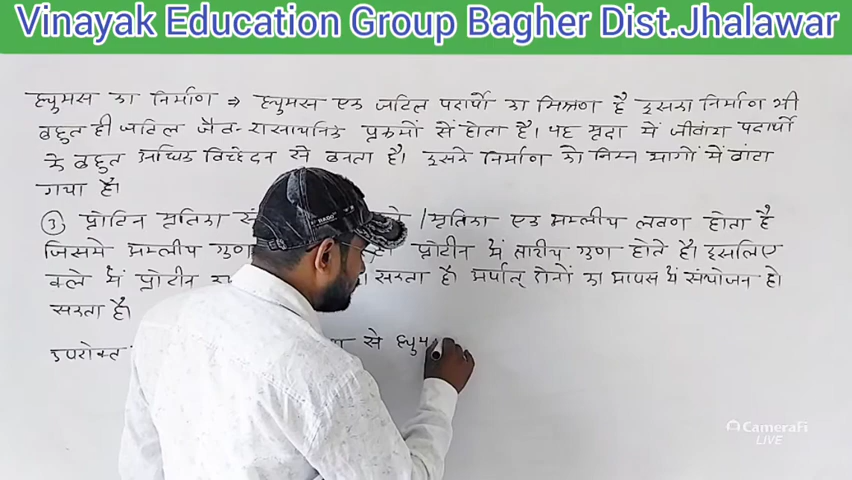 Vinayak Education Group Bagher Dist.Jhalawar
ह्युमस का निर्माण ⇒ ह्युमस एक जटिल पदार्थो का मिश्रण है इसका निर्माण भी
बहुत ही जटिल जैव-रासायनिक प्रक्रमों से होता है। यह मृदा में जीवांश पदार्थो
के बहुत अधिक विच्छेदन से बनता है। इसके निर्माण को निम्न भागों में बांटा
गया है।
③ प्रोटिन मृतिका /मृतिका एक अम्लीय लवण होता है
जिसमे अम्लीय गुण प्रोटीन में क्षारीय गुण होते है। इसलिए
क्ले में प्रोटीन सकता है। अर्थात् दोनों का आपस में संयोजन हो
सकता है।
उपरोक्त से ह्युम
CameraFi
LIVE